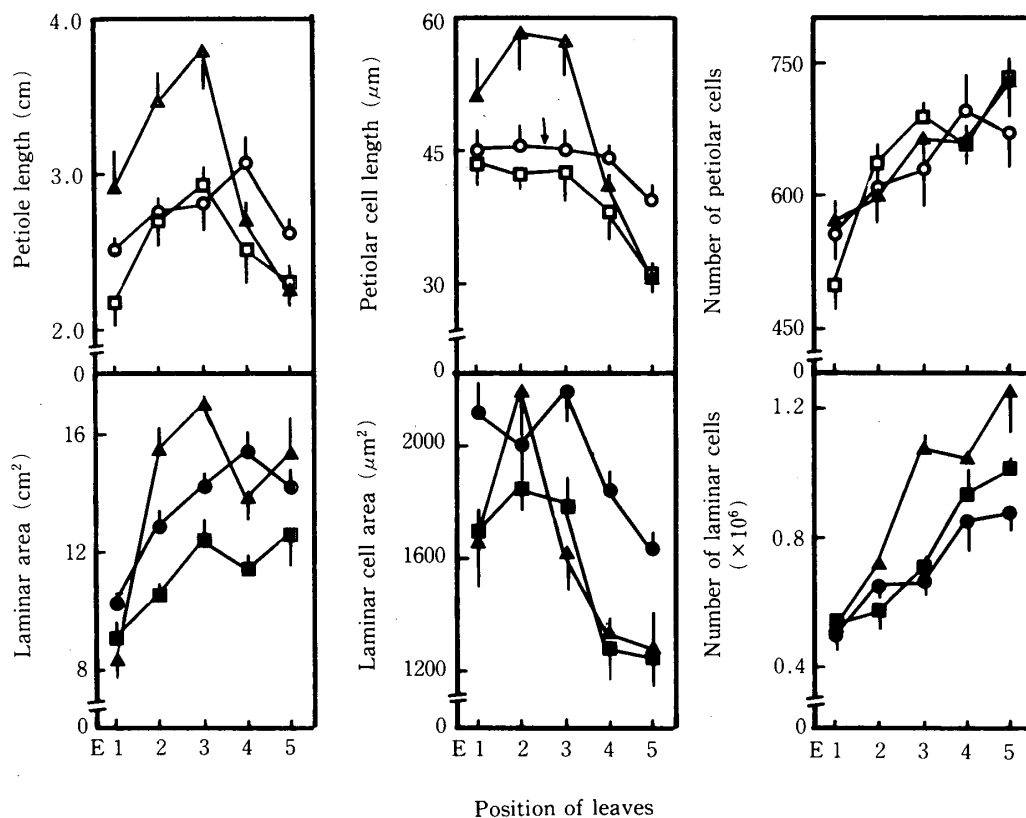 4.0
3.0
2.0
0
Petiole length (cm)
60
45
30
0
Petiolar cell length (μm)
750
600
450
0
Number of petiolar cells
16
12
8
0
Laminar area (cm²)
2000
1600
1200
0
Laminar cell area (μm²)
1.2
0.8
0.4
0
Number of laminar cells
(×10⁶)
E 1 2 3 4 5
E 1 2 3 4 5
E 1 2 3 4 5
Position of leaves